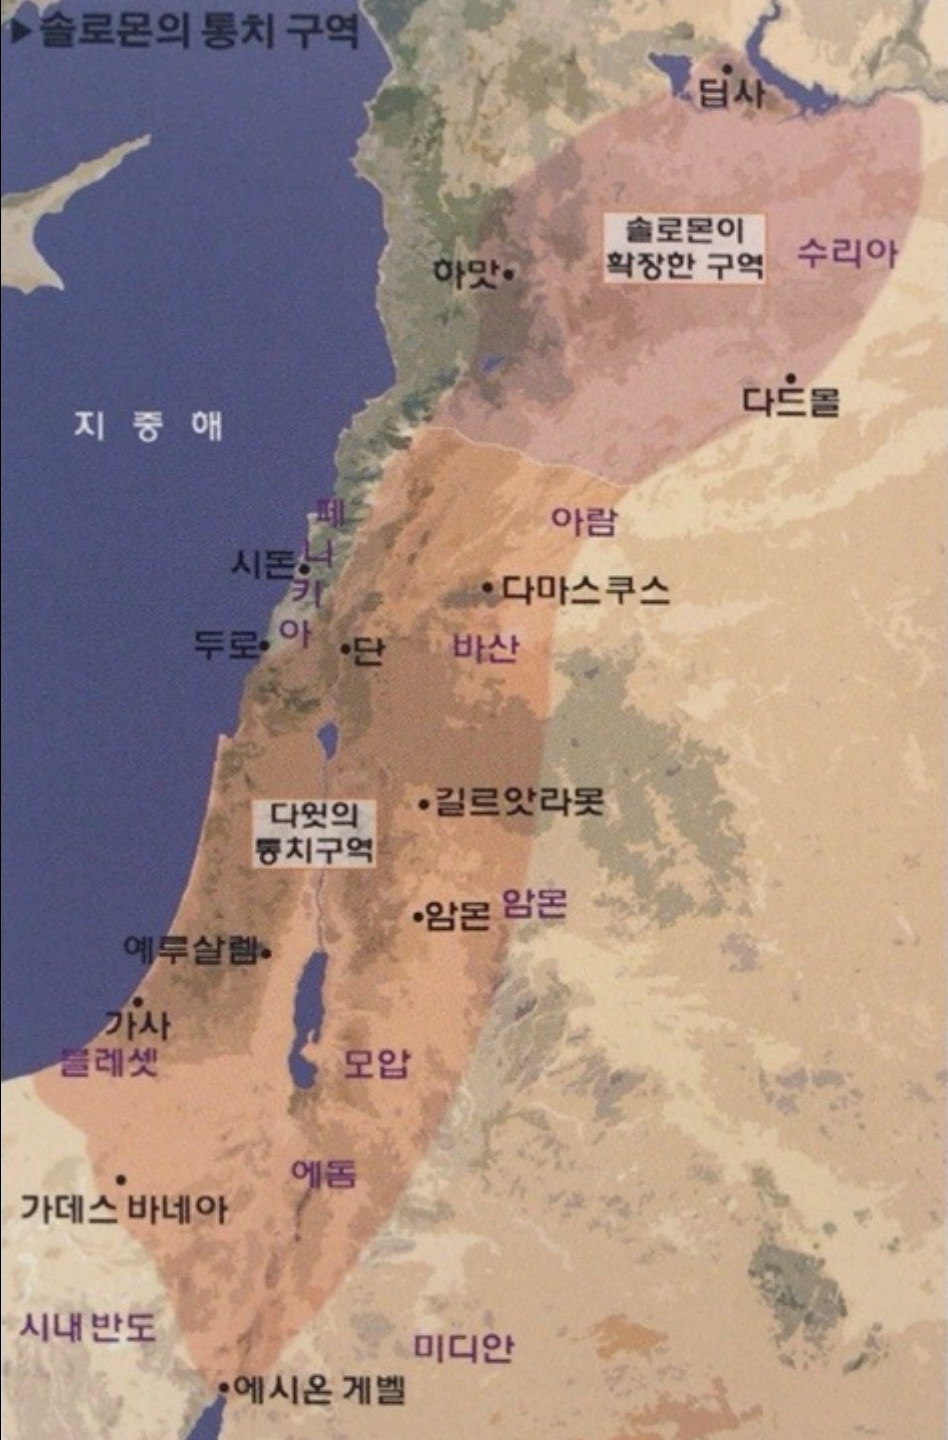 ▶솔로몬의 통치 구역
딥사
솔로몬이
확장한 구역
수리아
하맛
다드몰
지 중 해
페
니
키
아
아람
시돈
다마스쿠스
두로
단
바산
다윗의
통치구역
길르앗라못
암몬
암몬
예루살렘
가사
블레셋
모압
에돔
가데스 바네아
시내 반도
미디안
에시온 게벨